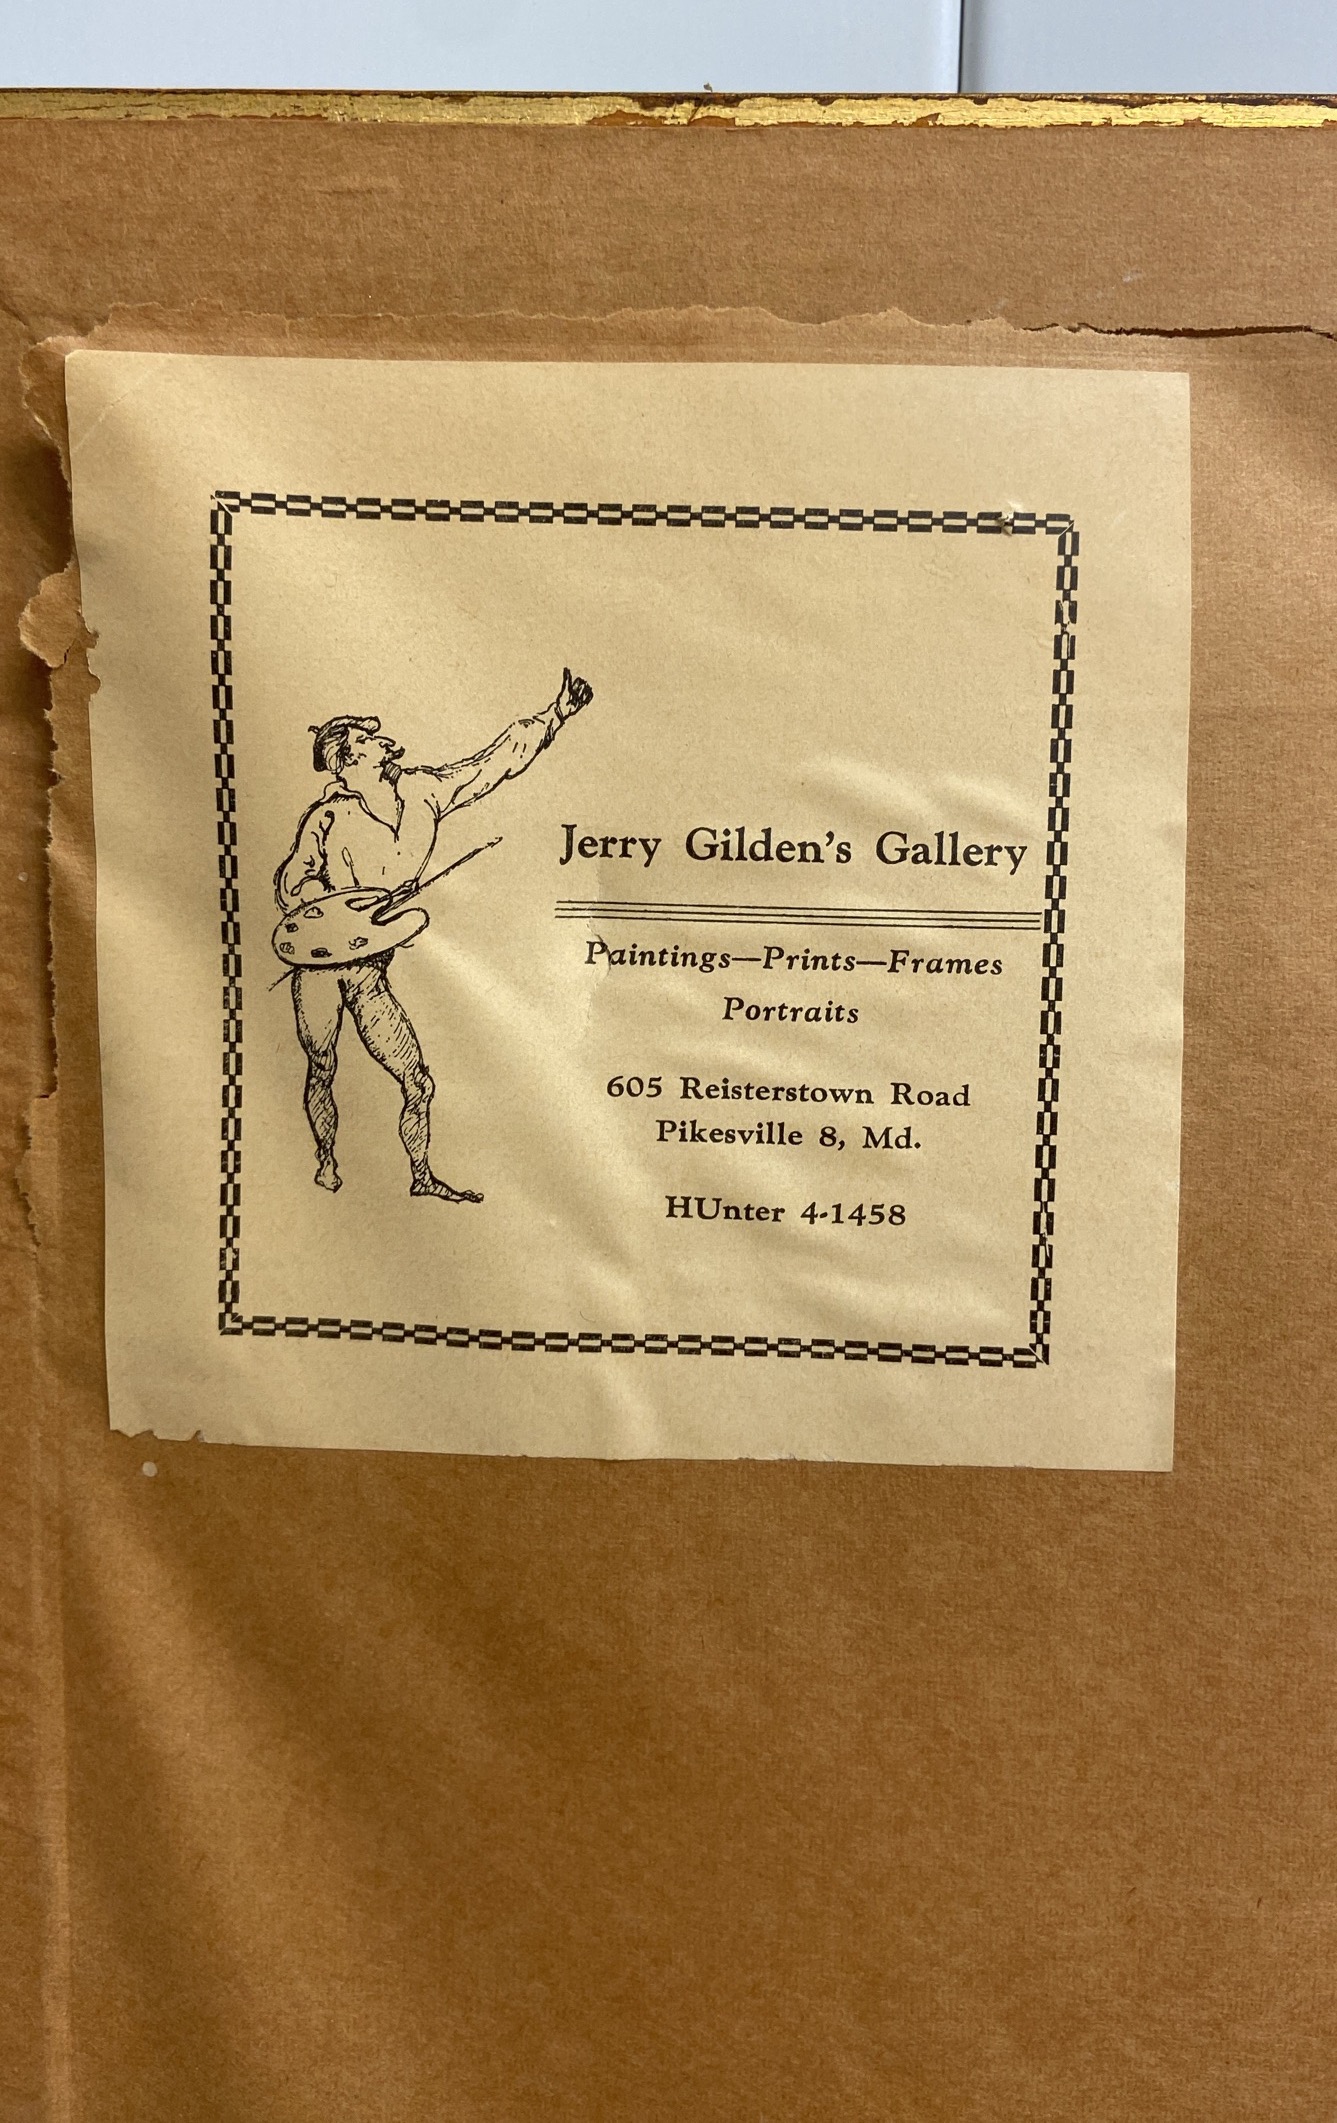 Jerry Gilden's Gallery
Paintings—Prints—Frames
Portraits
605 Reisterstown Road
Pikesville 8, Md.
HUnter 4-1458